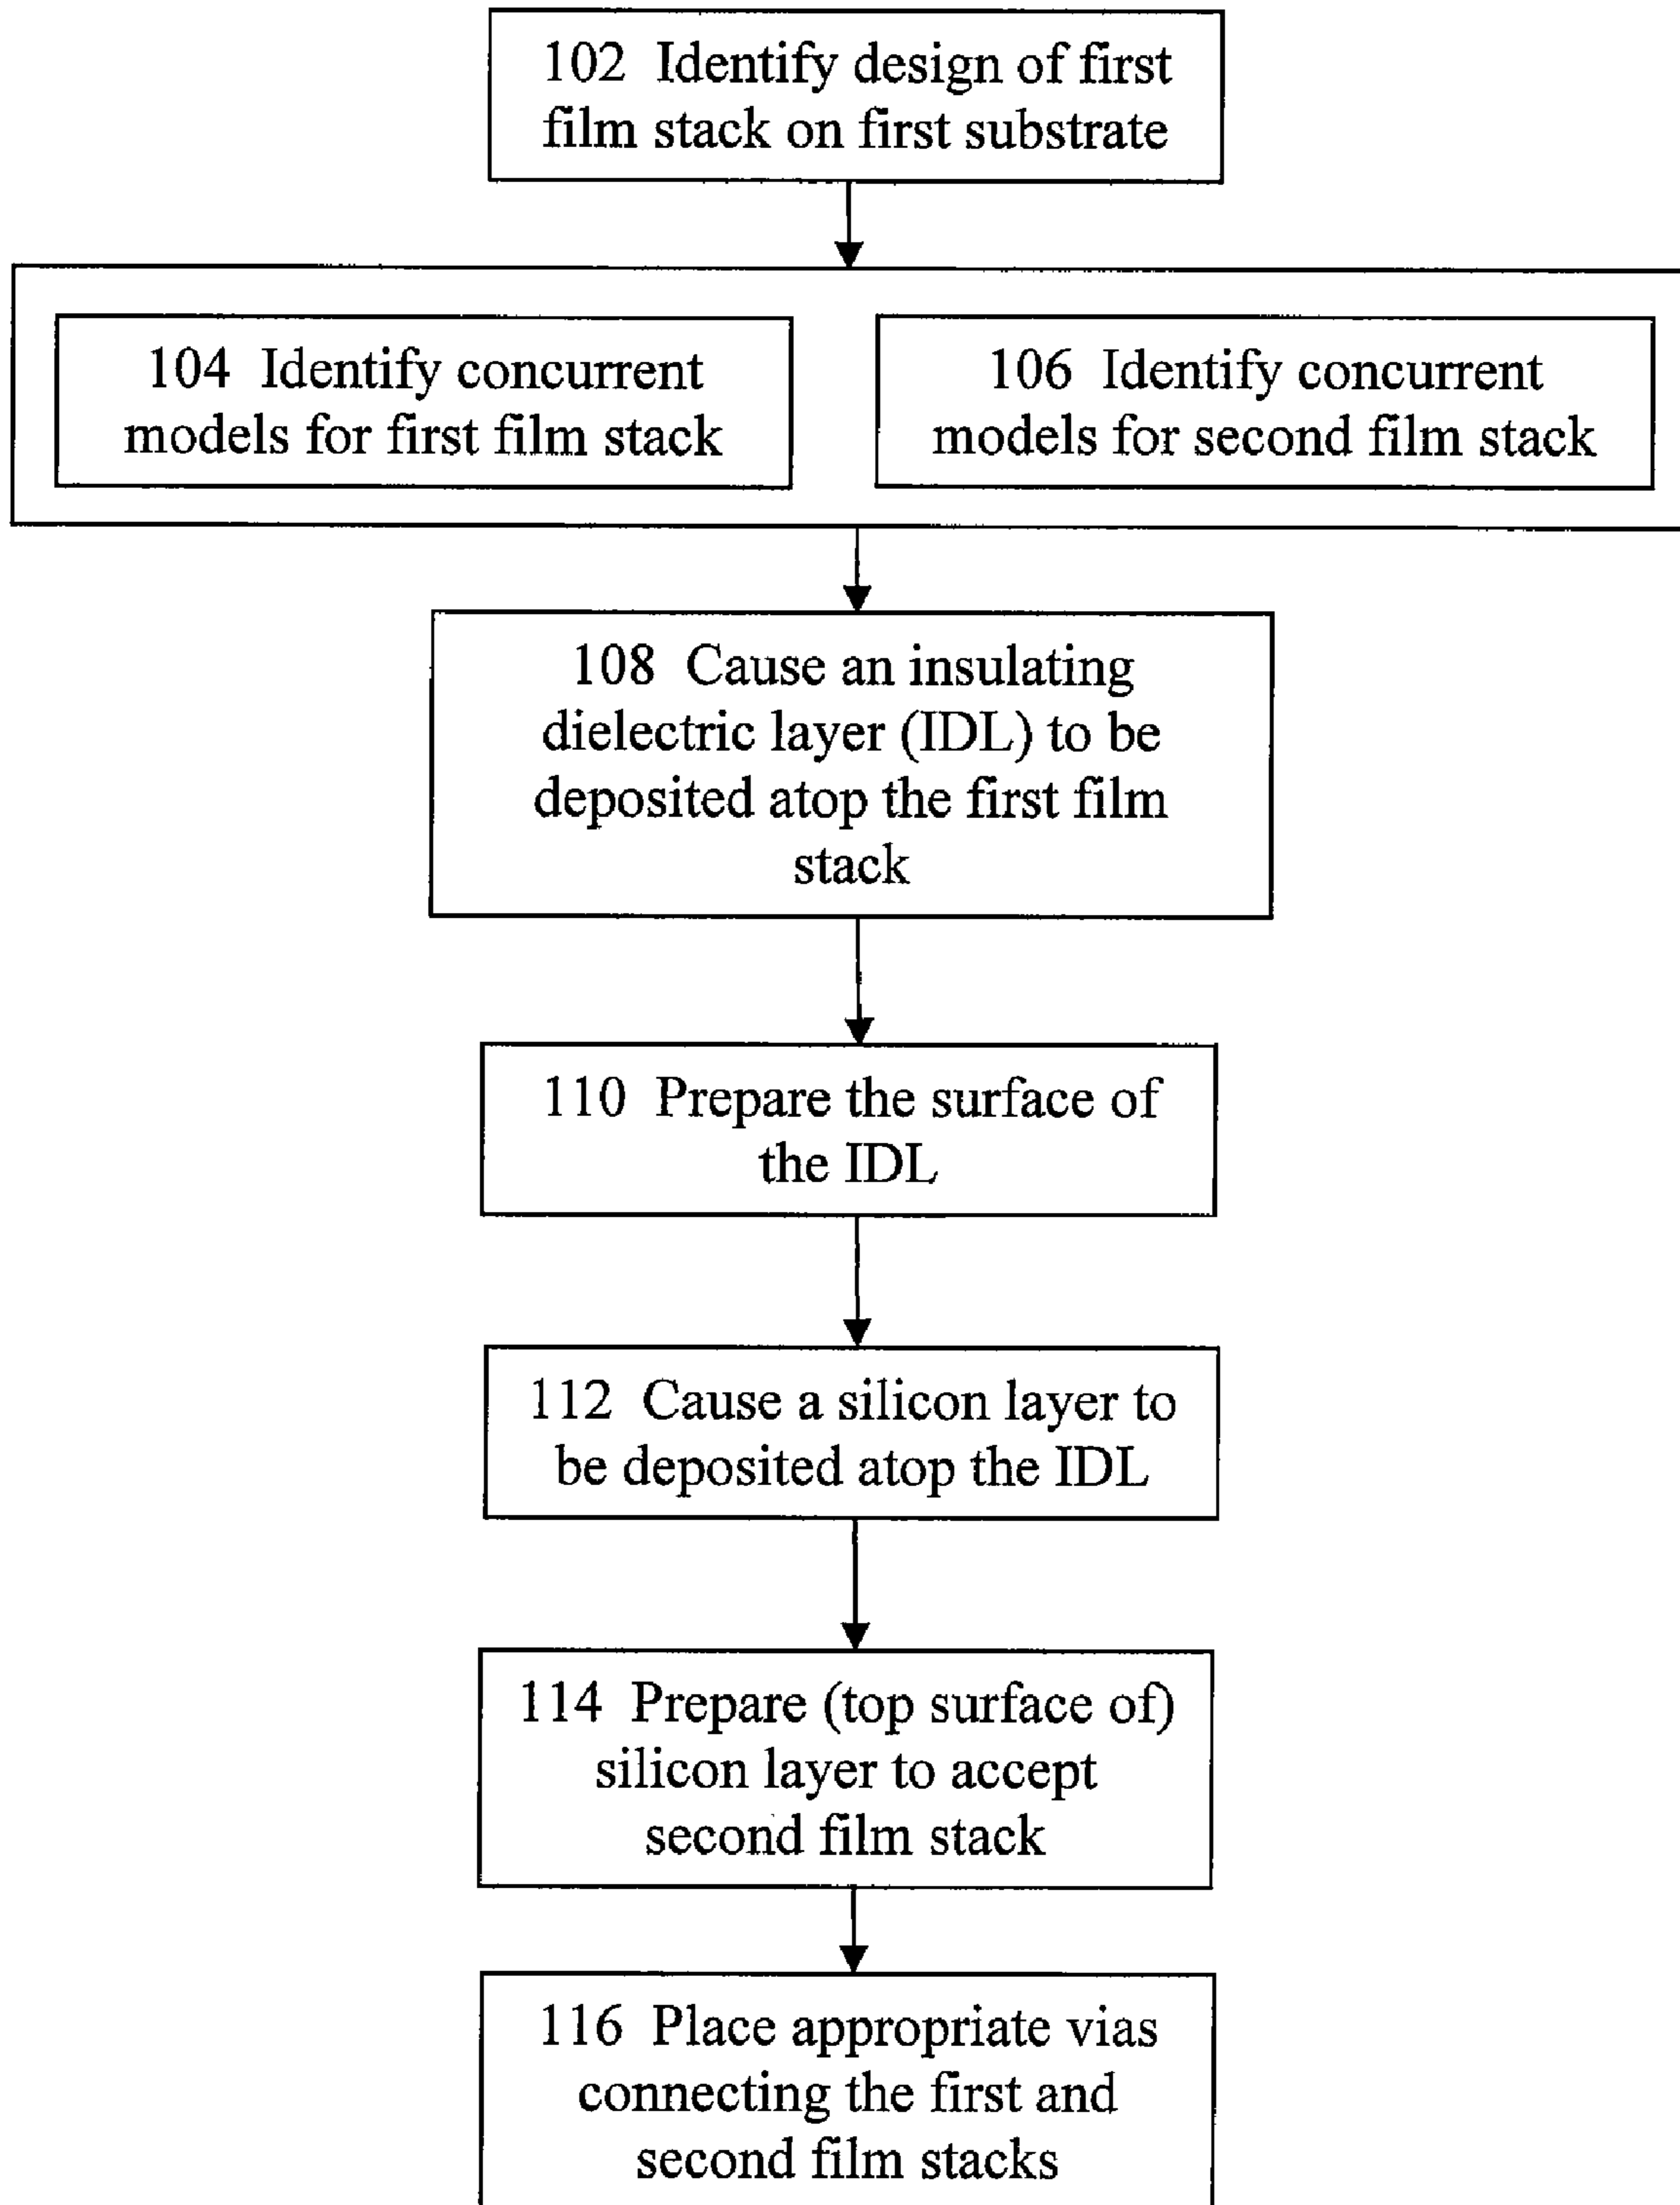 102 Identify design of first
film stack on first substrate
104 Identify concurrent
models for first film stack
106 Identify concurrent
models for second film stack
108 Cause an insulating
dielectric layer (IDL) to be
deposited atop the first film
stack
110 Prepare the surface of
the IDL
112 Cause a silicon layer to
be deposited atop the IDL
114 Prepare (top surface of)
silicon layer to accept
second film stack
116 Place appropriate vias
connecting the first and
second film stacks